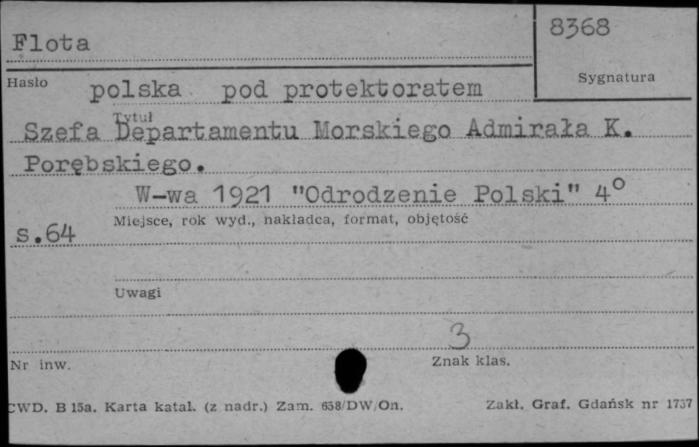 Flota
8368
Hasło
polska pod protektoratem
Sygnatura
Tytuł
Szefa Departamentu Morskiego Admirała K.
Porębskiego.
W-wa 1921 "Odrodzenie Polski" 4°
Miejsce, rok wyd., nakładca, format, objętość
s.64
Uwagi
3
Nr inw.
Znak klas.
CWD. B 15a. Karta katal. (z nadr.) Zam. 658/DW/On.
Zakł. Graf. Gdańsk nr 1737